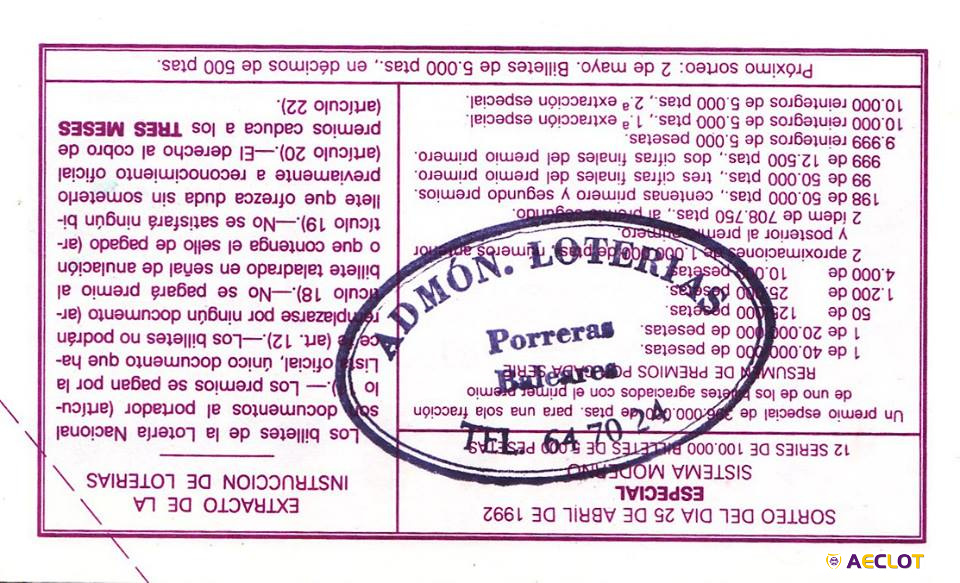 SORTEO DEL DIA 25 DE ABRIL DE 1992
ESPECIAL
SISTEMA MODERNO
12 SERIES DE 100.000 BILLETES DE 5.000 PESETAS
Un premio especial de 396.000.000 de ptas. para una sola fracción
de uno de los billetes agraciados con el primer premio
RESUMEN DE PREMIOS POR CADA SERIE
1 de 40.000.000 de pesetas.
1 de 20.000.000 de pesetas.
50 de 125.000 pesetas.
1.200 de 25.000 pesetas.
4.000 de 10.000 pesetas.
2 aproximaciones de 1.000.000 de ptas., números anterior
y posterior al premio primero.
2 ídem de 708.750 ptas., al premio segundo.
198 de 50.000 ptas., centenas primero y segundo premios.
99 de 50.000 ptas., tres cifras finales del premio primero.
999 de 12.500 ptas., dos cifras finales del premio primero.
9.999 reintegros de 5.000 pesetas.
10.000 reintegros de 5.000 ptas., 1.ª extracción especial.
10.000 reintegros de 5.000 ptas., 2.ª extracción especial.
EXTRACTO DE LA
INSTRUCCION DE LOTERIAS
Los billetes de la Lotería Nacional
son documentos al portador (artícu-
lo ).— Los premios se pagan por la
Lista oficial, único documento que ha-
ce fe (art. 12).—Los billetes no podrán
remplazarse por ningún documento (ar-
tículo 18).—No se pagará premio al
billete taladrado en señal de anulación
o que contenga el sello de pagado (ar-
tículo 19).—No se satisfará ningún bi-
llete que ofrezca duda sin someterlo
previamente a reconocimiento oficial
(artículo 20).—El derecho al cobro de
premios caduca a los TRES MESES
(artículo 22).
Próximo sorteo: 2 de mayo. Billetes de 5.000 ptas., en décimos de 500 ptas.
ADMÓN. LOTERIAS
Porreras
Baleares
TEL. 64 70 24
AECLOT